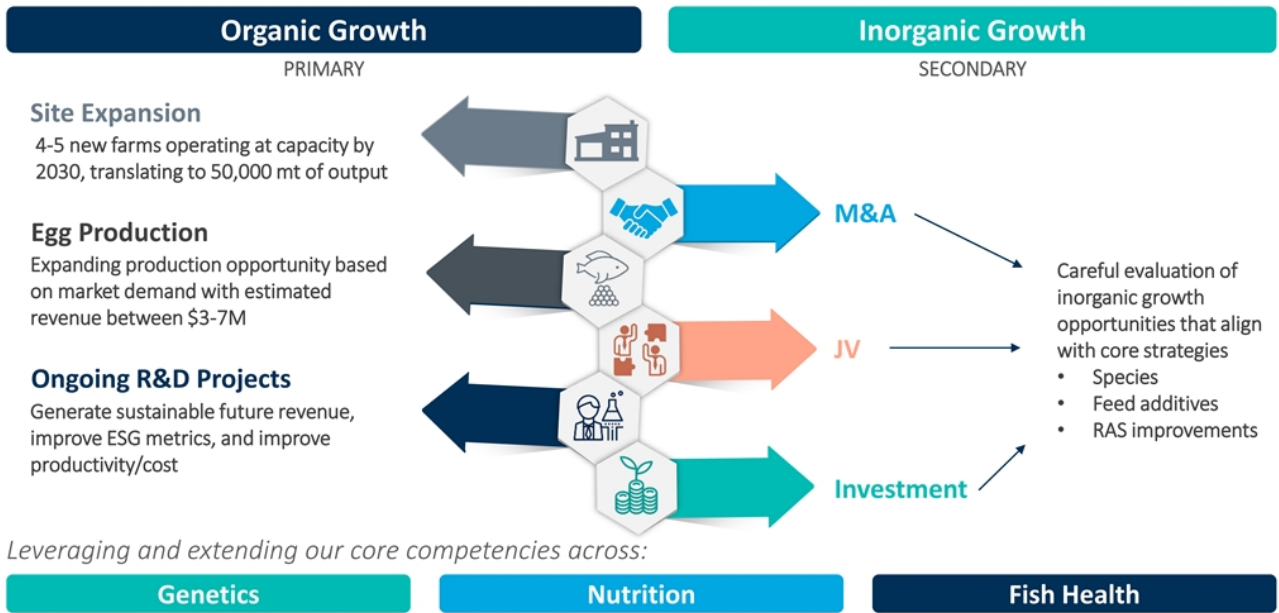 Organic Growth
PRIMARY
Site Expansion
4-5 new farms operating at capacity by
2030, translating to 50,000 mt of output
Egg Production
Expanding production opportunity based
on market demand with estimated
revenue between $3-7M
Ongoing R&D Projects
Generate sustainable future revenue,
improve ESG metrics, and improve
productivity/cost
Inorganic Growth
SECONDARY
M&A
JV
Investment
Careful evaluation of
inorganic growth
opportunities that align
with core strategies
• Species
• Feed additives
• RAS improvements
Leveraging and extending our core competencies across:
Genetics
Nutrition
Fish Health